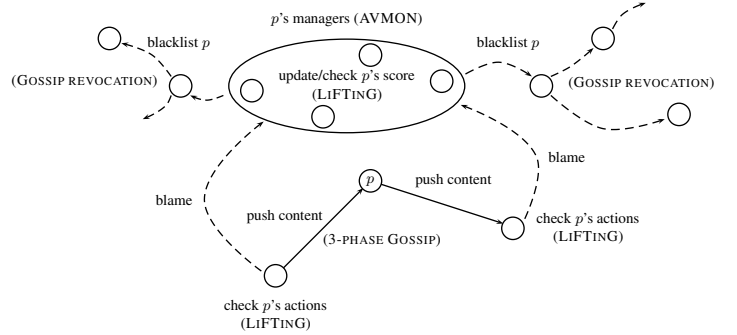 p's managers (AVMON)
blacklist p
blacklist p
update/check p's score
(LIFTING)
(GOSSIP REVOCATION)
(GOSSIP REVOCATION)
blame
blame
p
push content
push content
(3-PHASE GOSSIP)
check p's actions
(LIFTING)
check p's actions
(LIFTING)